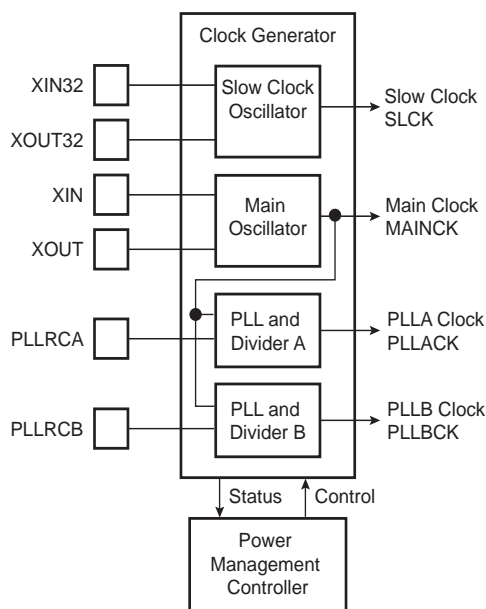 Clock Generator
XIN32
Slow Clock
Oscillator
Slow Clock
SLCK
XOUT32
XIN
Main
Oscillator
Main Clock
MAINCK
XOUT
PLLRCA
PLL and
Divider A
PLLA Clock
PLLACK
PLLRCB
PLL and
Divider B
PLLB Clock
PLLBCK
Status
Control
Power
Management
Controller